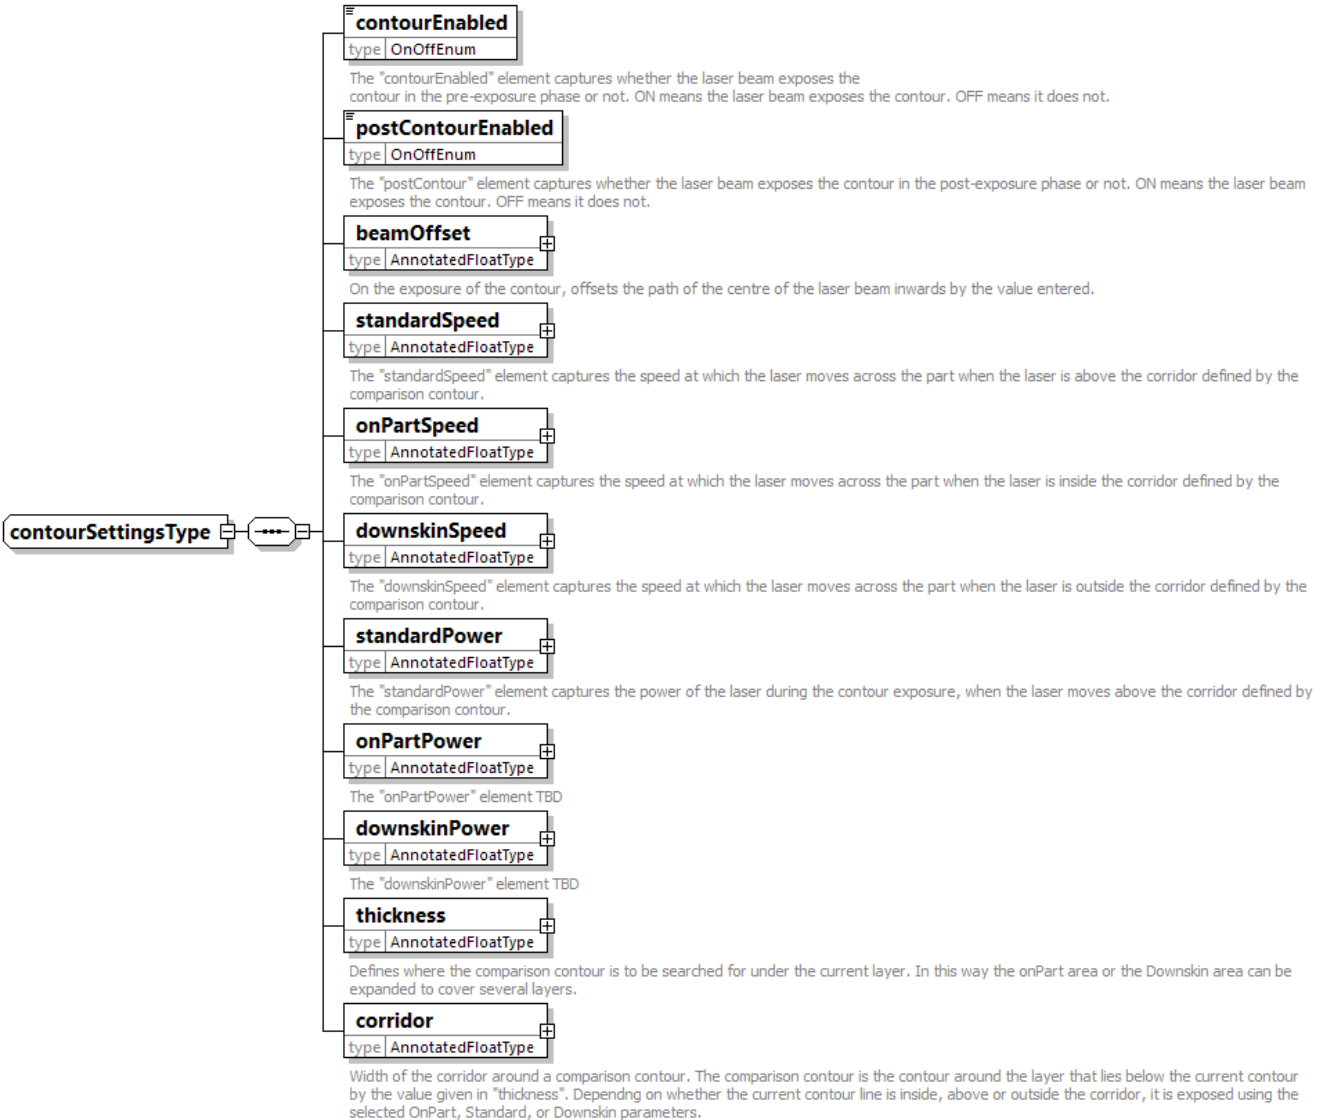 contourEnabled
type OnOffEnum
The "contourEnabled" element captures whether the laser beam exposes the
contour in the pre-exposure phase or not. ON means the laser beam exposes the contour. OFF means it does not.
postContourEnabled
type OnOffEnum
The "postContour" element captures whether the laser beam exposes the contour in the post-exposure phase or not. ON means the laser beam
exposes the contour. OFF means it does not.
beamOffset
type AnnotatedFloatType
On the exposure of the contour, offsets the path of the centre of the laser beam inwards by the value entered.
standardSpeed
type AnnotatedFloatType
The "standardSpeed" element captures the speed at which the laser moves across the part when the laser is above the corridor defined by the
comparison contour.
onPartSpeed
type AnnotatedFloatType
The "onPartSpeed" element captures the speed at which the laser moves across the part when the laser is inside the corridor defined by the
comparison contour.
contourSettingsType
downskinSpeed
type AnnotatedFloatType
The "downskinSpeed" element captures the speed at which the laser moves across the part when the laser is outside the corridor defined by the
comparison contour.
standardPower
type AnnotatedFloatType
The "standardPower" element captures the power of the laser during the contour exposure, when the laser moves above the corridor defined by
the comparison contour.
onPartPower
type AnnotatedFloatType
The "onPartPower" element TBD
downskinPower
type AnnotatedFloatType
The "downskinPower" element TBD
thickness
type AnnotatedFloatType
Defines where the comparison contour is to be searched for under the current layer. In this way the onPart area or the Downskin area can be
expanded to cover several layers.
corridor
type AnnotatedFloatType
Width of the corridor around a comparison contour. The comparison contour is the contour around the layer that lies below the current contour
by the value given in "thickness". Dependng on whether the current contour line is inside, above or outside the corridor, it is exposed using the
selected OnPart, Standard, or Downskin parameters.